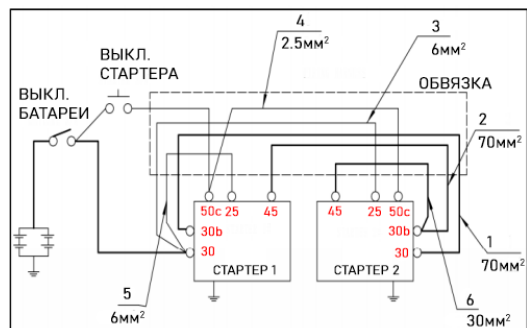 4
2.5мм²
3
6мм²
ВЫКЛ.
СТАРТЕРА
ОБВЯЗКА
ВЫКЛ.
БАТАРЕИ
2
70мм²
50c 25 45
45 25 50c
30b
30b
30
30
СТАРТЕР 1
СТАРТЕР 2
1
70мм²
5
6мм²
6
30мм²